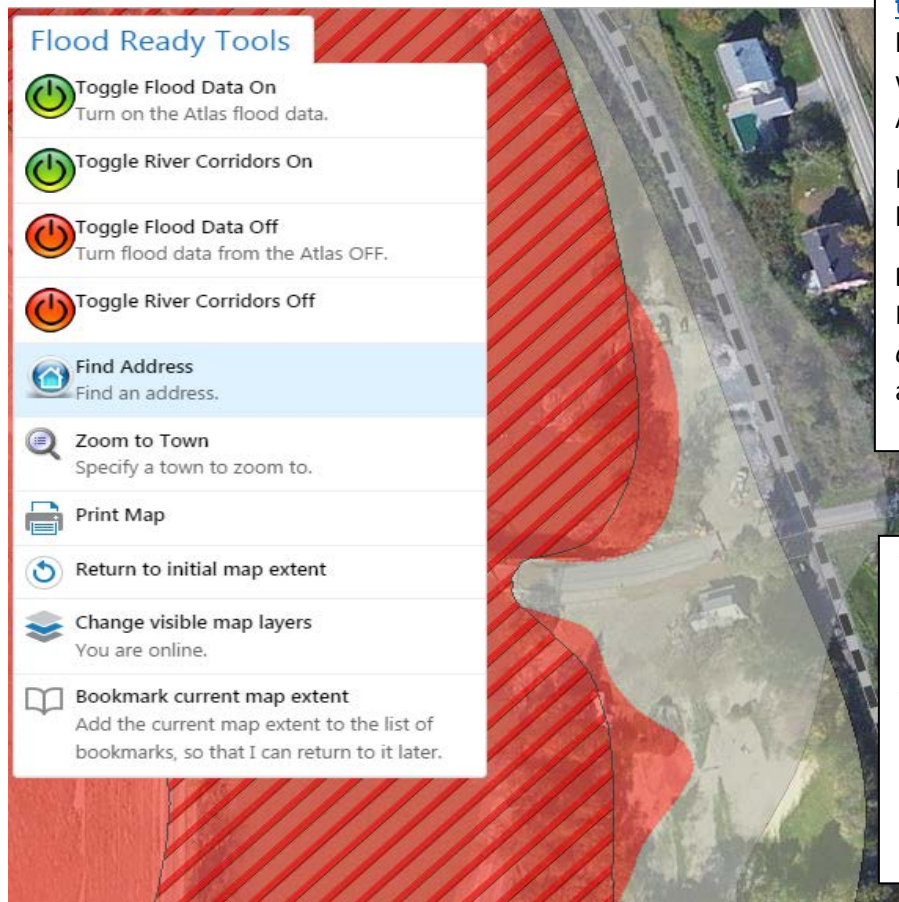 Flood Ready Tools
Toggle Flood Data On
Turn on the Atlas flood data.
Toggle River Corridors On
Toggle Flood Data Off
Turn flood data from the Atlas OFF.
Toggle River Corridors Off
Find Address
Find an address.
Zoom to Town
Specify a town to zoom to.
Print Map
Return to initial map extent
Change visible map layers
You are online.
Bookmark current map extent
Add the current map extent to the list of
bookmarks, so that I can return to it later.